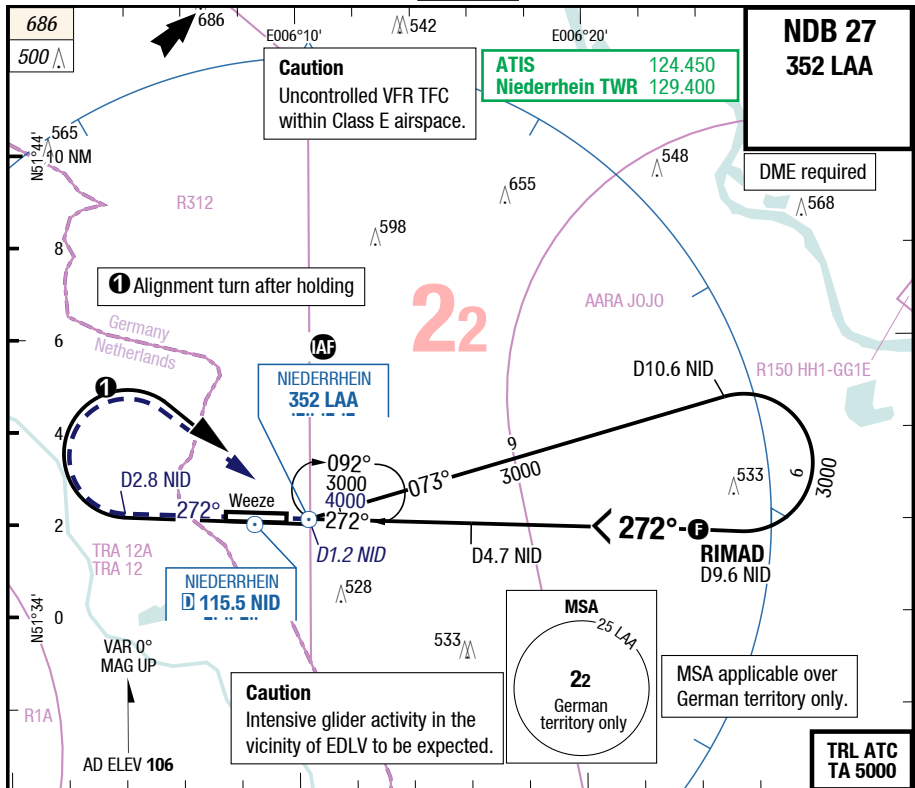 686
500
686
542
E006°10'
E006°20'
NDB 27
352 LAA
Caution
Uncontrolled VFR TFC
within Class E airspace.
ATIS 124.450
Niederrhein TWR 129.400
565
N51°44'
10 NM
548
655
DME required
568
R312
598
8
❶ Alignment turn after holding
22
AARA JOJO
Germany
Netherlands
6
IAF
NIEDERRHEIN
352 LAA
D10.6 NID
R150 HH1-GG1E
1
4
9
3000
6
3000
092°
3000
4000
272°
073°
533
D2.8 NID
272°
Weeze
2
272°
F
RIMAD
D9.6 NID
D1.2 NID
D4.7 NID
TRA 12A
TRA 12
NIEDERRHEIN
D 115.5 NID
528
N51°34'
0
MSA
25 LAA
22
German
territory only
533
VAR 0°
MAG UP
MSA applicable over
German territory only.
Caution
Intensive glider activity in the
vicinity of EDLV to be expected.
R1A
AD ELEV 106
TRL ATC
TA 5000